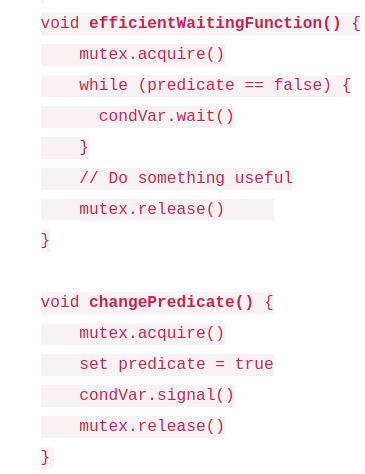 void efficientWaitingFunction() {
    mutex.acquire()
    while (predicate == false) {
      condVar.wait()
    }
    // Do something useful
    mutex.release()
}

void changePredicate() {
    mutex.acquire()
    set predicate = true
    condVar.signal()
    mutex.release()
}